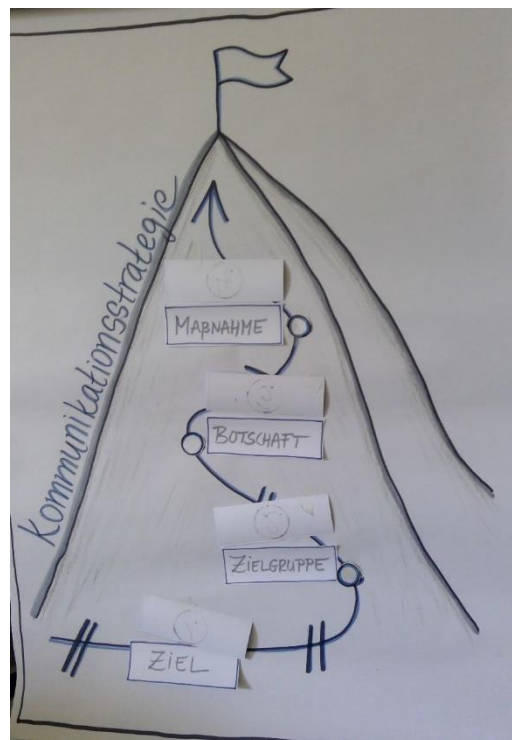 Kommunikationsstrategie
MAßNAHME
BOTSCHAFT
ZIELGRUPPE
ZIEL